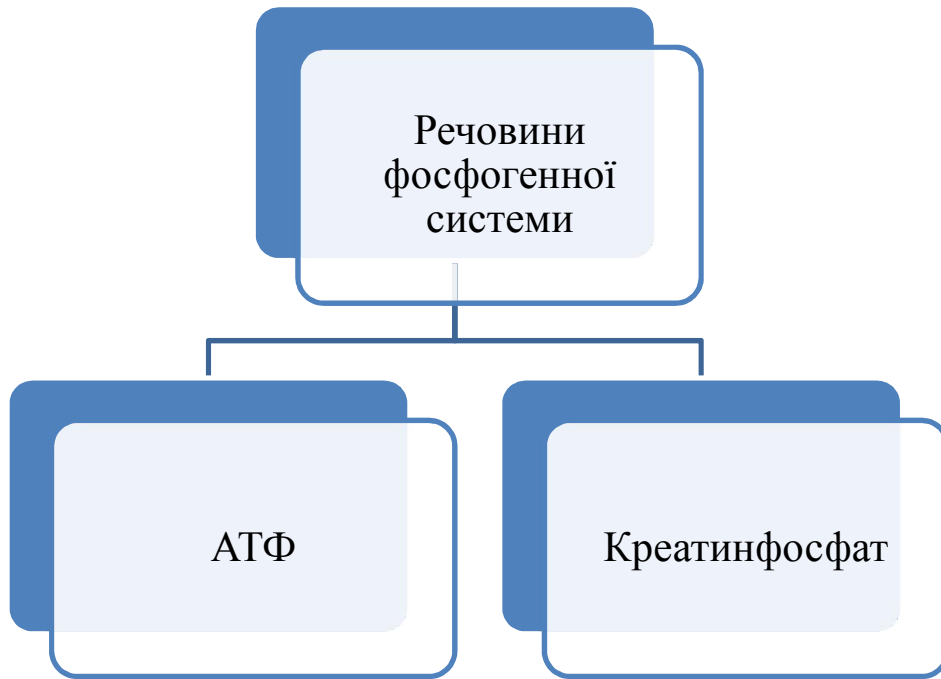 Речовини
фосфогенної
системи
АТФ
Креатинфосфат